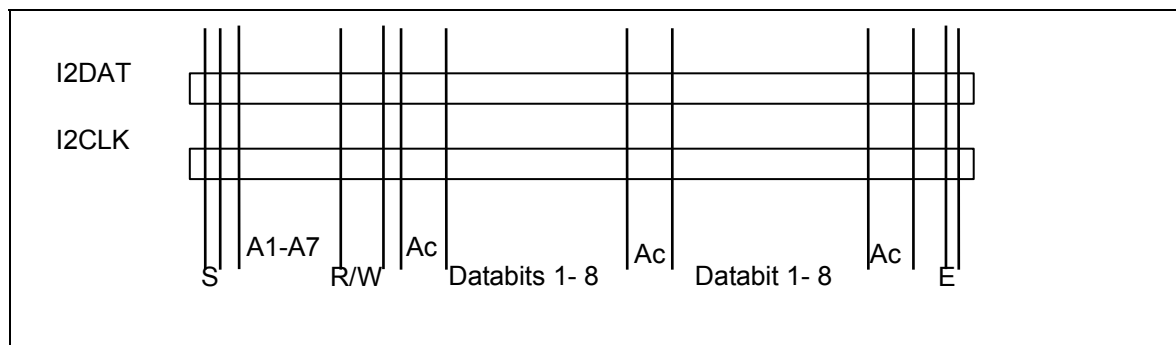 I2DAT
I2CLK
A1-A7 Ac Ac Ac
S R/W Databits 1- 8 Databit 1- 8 E